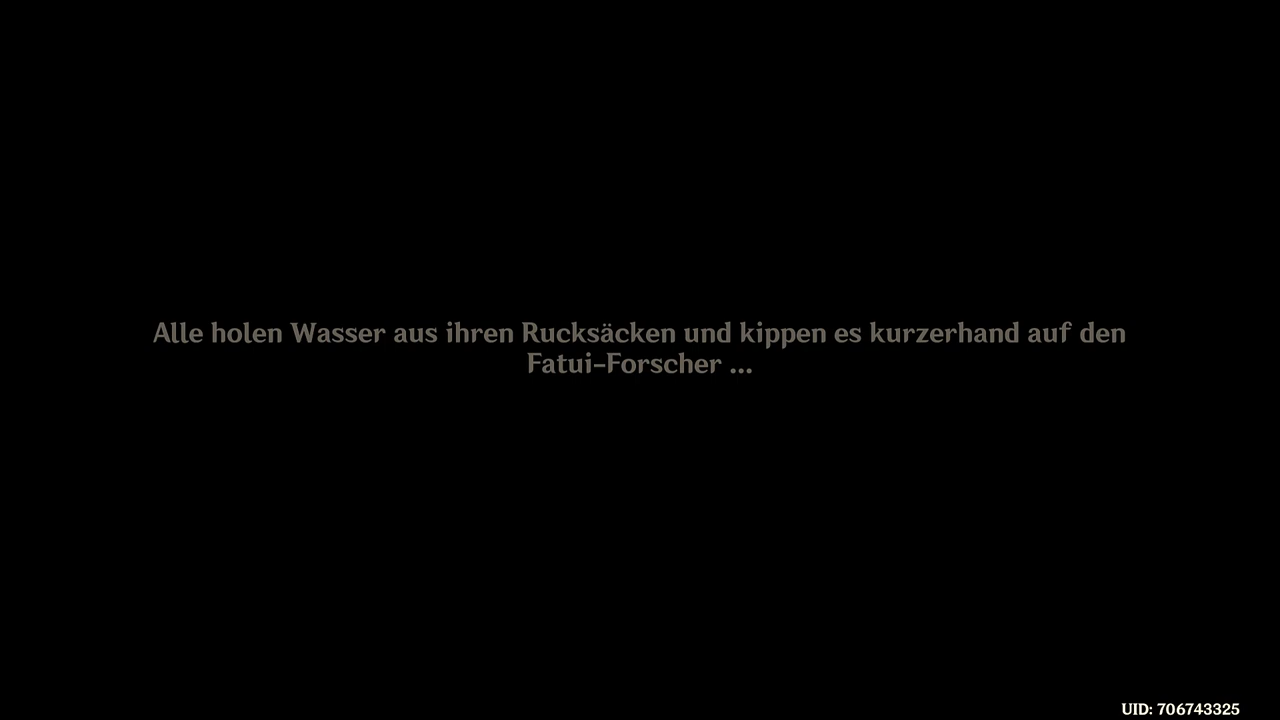 Alle holen Wasser aus ihren Rucksäcken und kippen es kurzerhand auf den
Fatui-Forscher ...
UID: 706743325